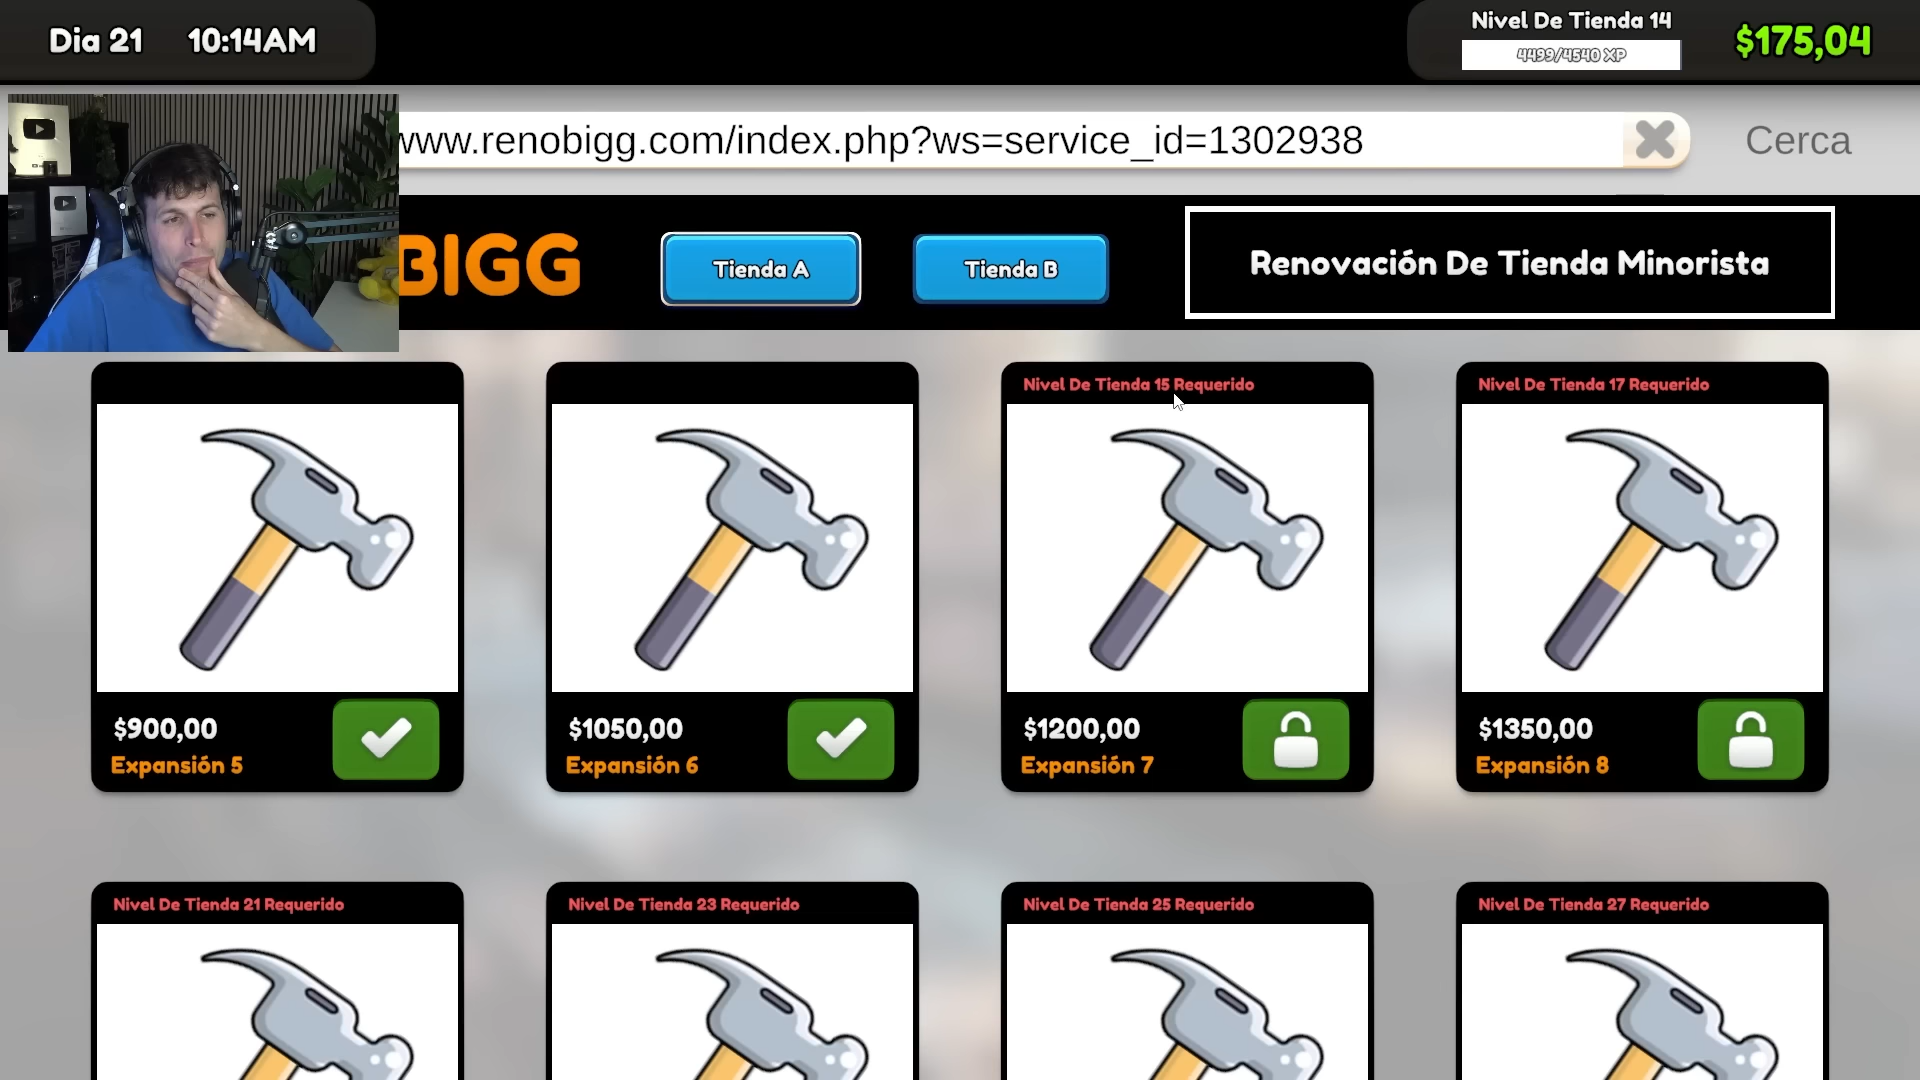 Dia 21 10:14AM
Nivel De Tienda 14
4499/4540 XP
$175,04
www.renobigg.com/index.php?ws=service_id=1302938
Cerca
BIGG
Tienda A
Tienda B
Renovación De Tienda Minorista
Nivel De Tienda 15 Requerido
Nivel De Tienda 17 Requerido
$900,00
Expansión 5
$1050,00
Expansión 6
$1200,00
Expansión 7
$1350,00
Expansión 8
Nivel De Tienda 21 Requerido
Nivel De Tienda 23 Requerido
Nivel De Tienda 25 Requerido
Nivel De Tienda 27 Requerido